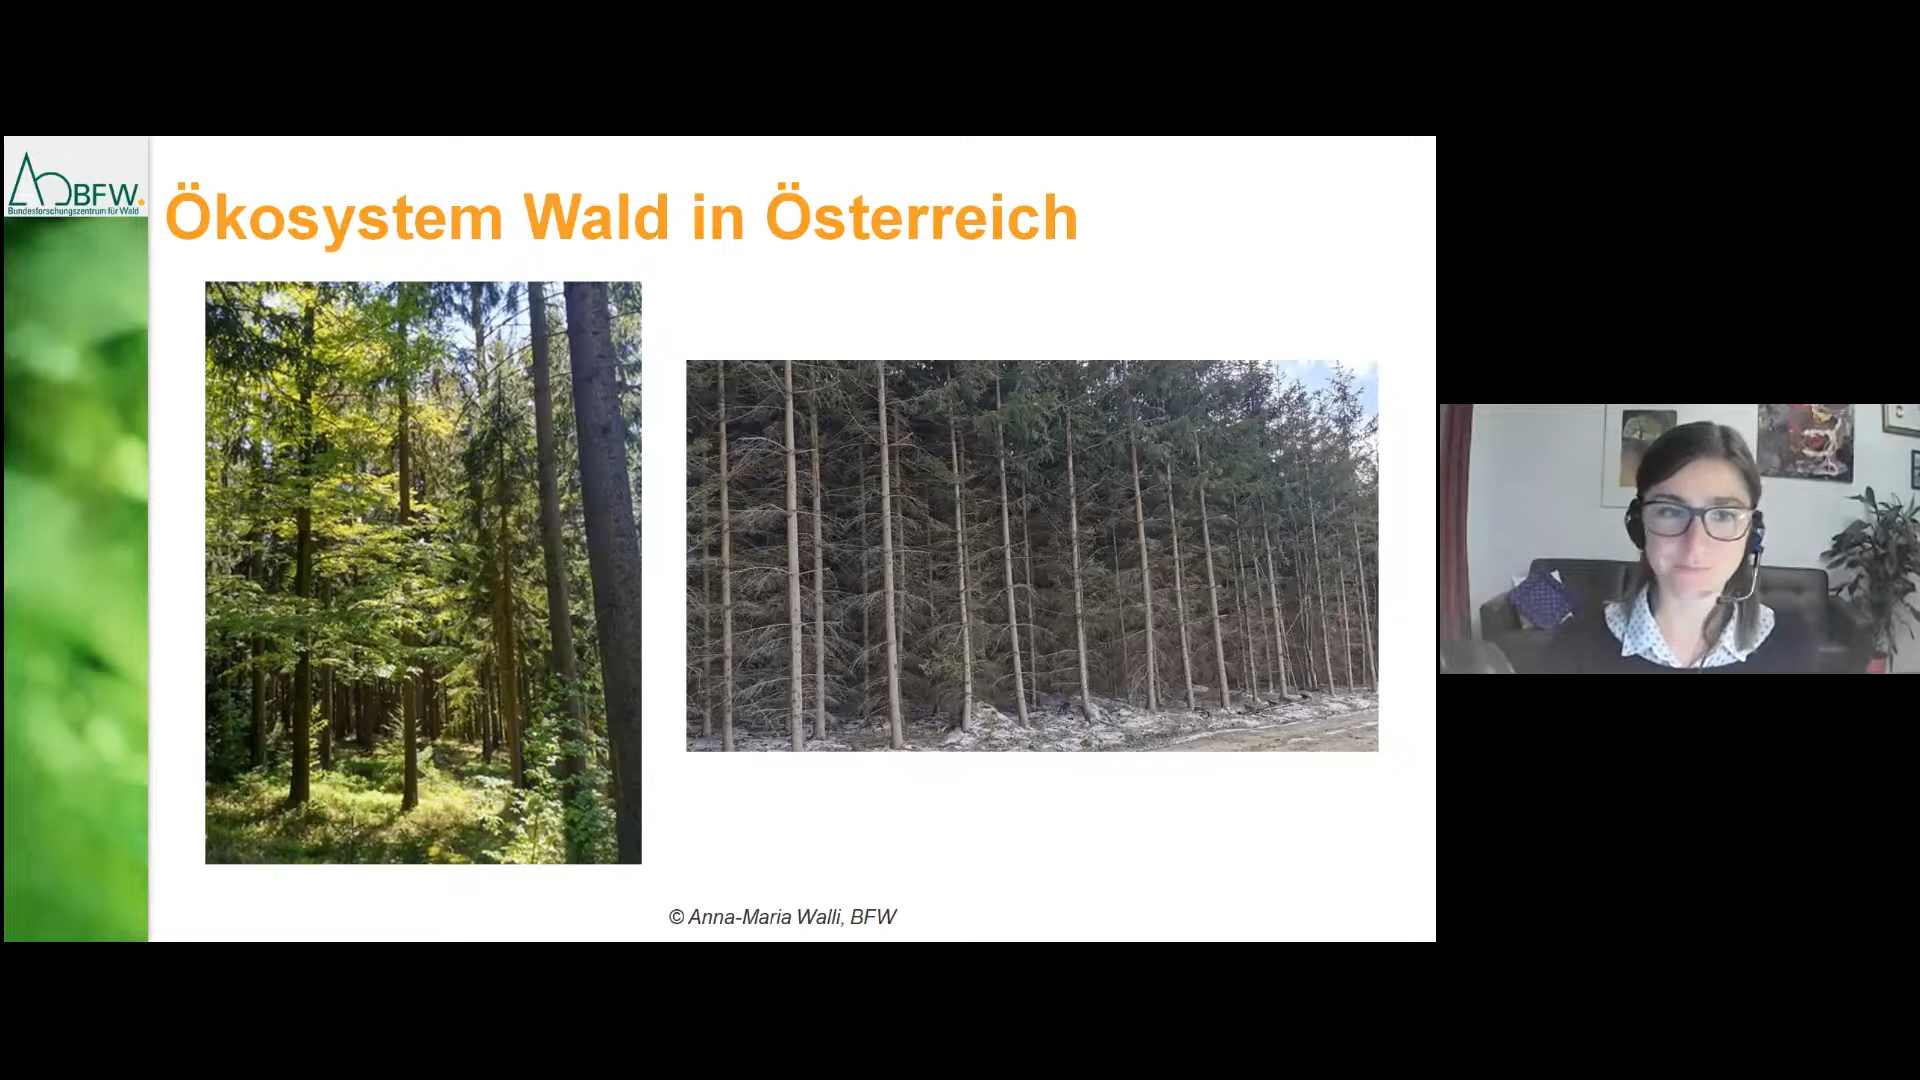 BFW.
Bundesforschungszentrum für Wald
Ökosystem Wald in Österreich
© Anna-Maria Walli, BFW